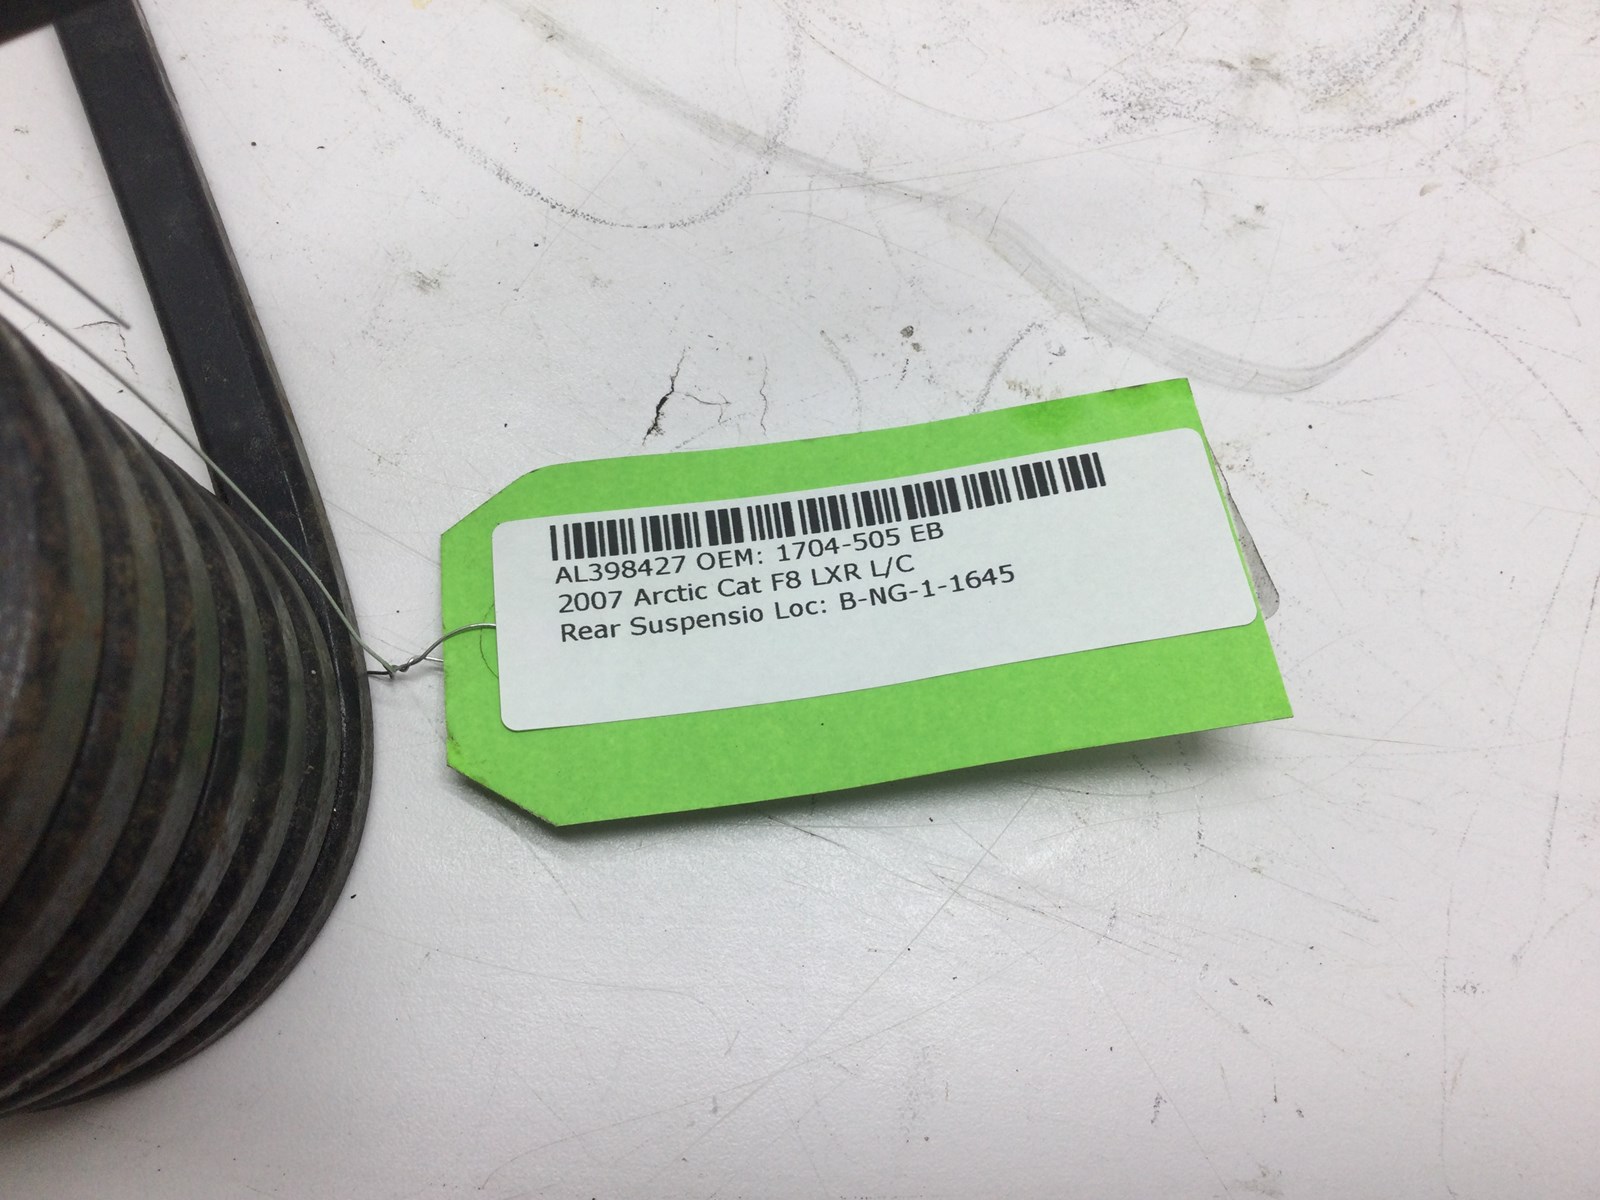 AL398427 OEM: 1704-505 EB
2007 Arctic Cat F8 LXR L/C
Rear Suspensio Loc: B-NG-1-1645